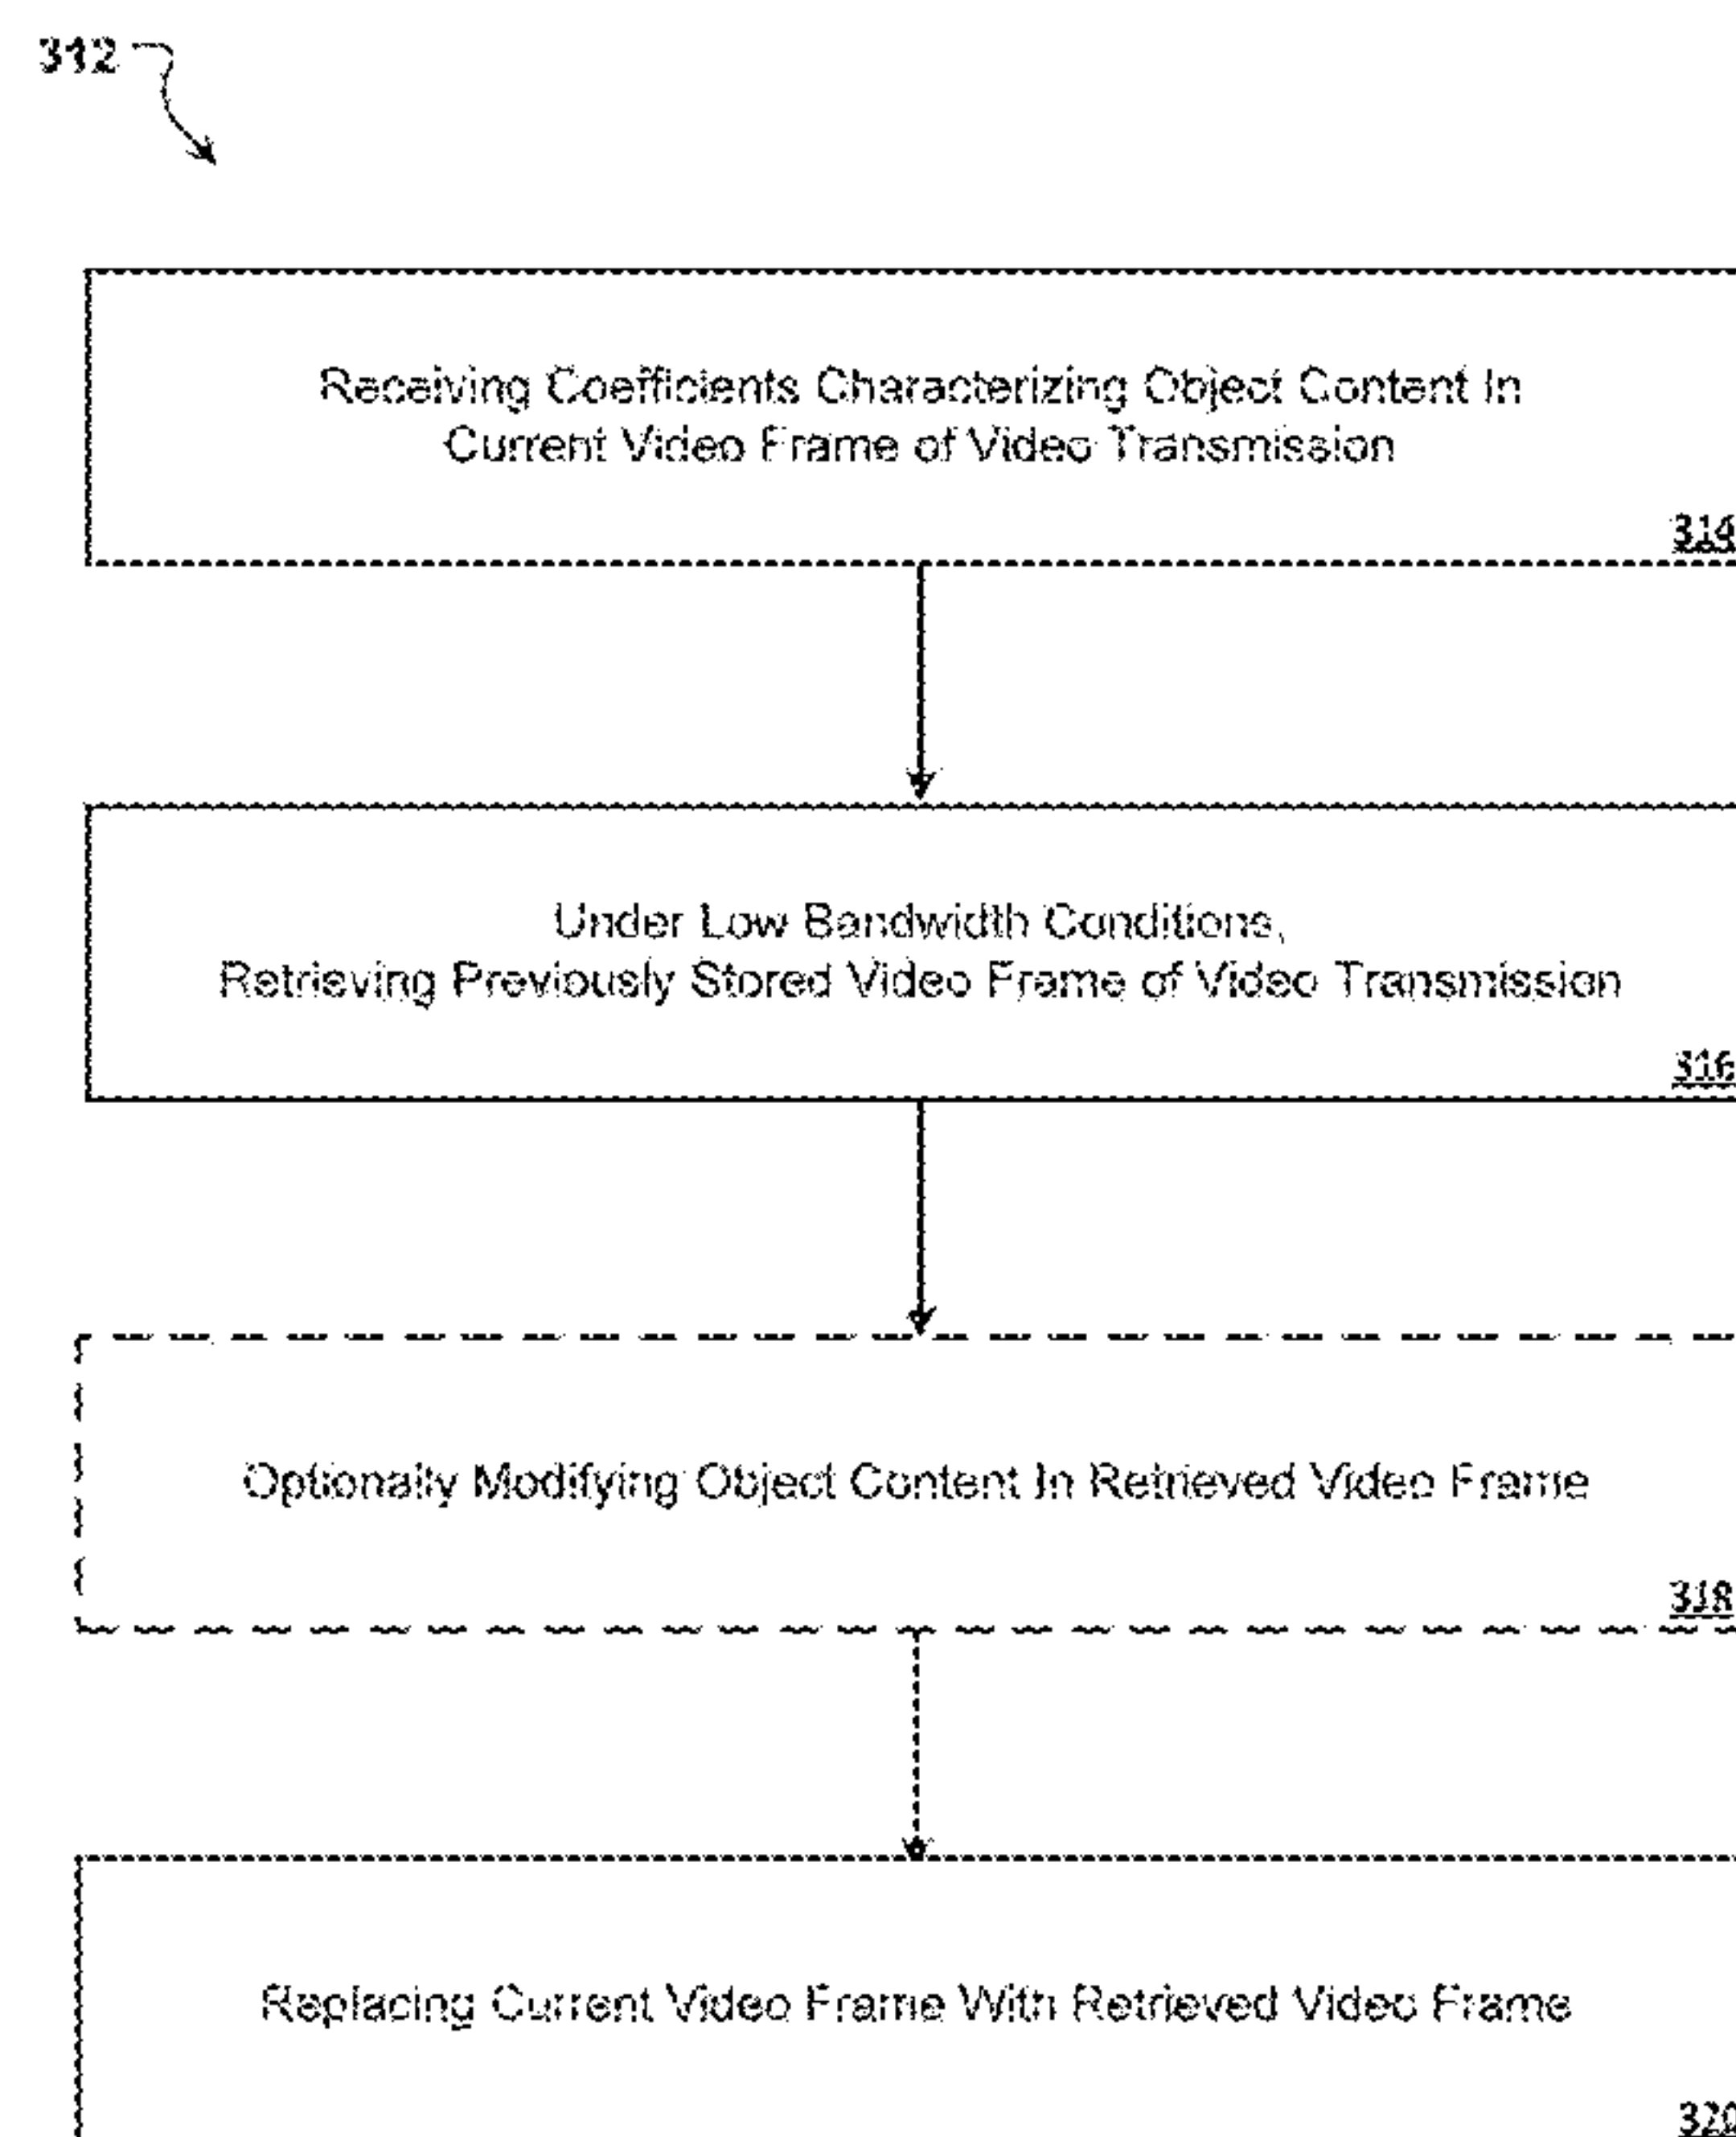 312
Receiving Coefficients Characterizing Object Content In
Current Video Frame of Video Transmission
314
Under Low Bandwidth Conditions,
Retrieving Previously Stored Video Frame of Video Transmission
316
Optionally Modifying Object Content In Retrieved Video Frame
318
Replacing Current Video Frame With Retrieved Video Frame
320